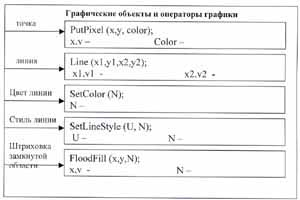 Графические объекты и операторы графики
точка
PutPixel (x,y, color);
x,y – Color –
линия
Line (x1,y1,x2,y2);
x1,y1 - x2,y2 -
Цвет линии
SetColor (N);
N –
Стиль линии
SetLineStyle (U, N);
U – N –
Штриховка
замкнутой
области
FloodFill (x,y,N);
x,y - N –